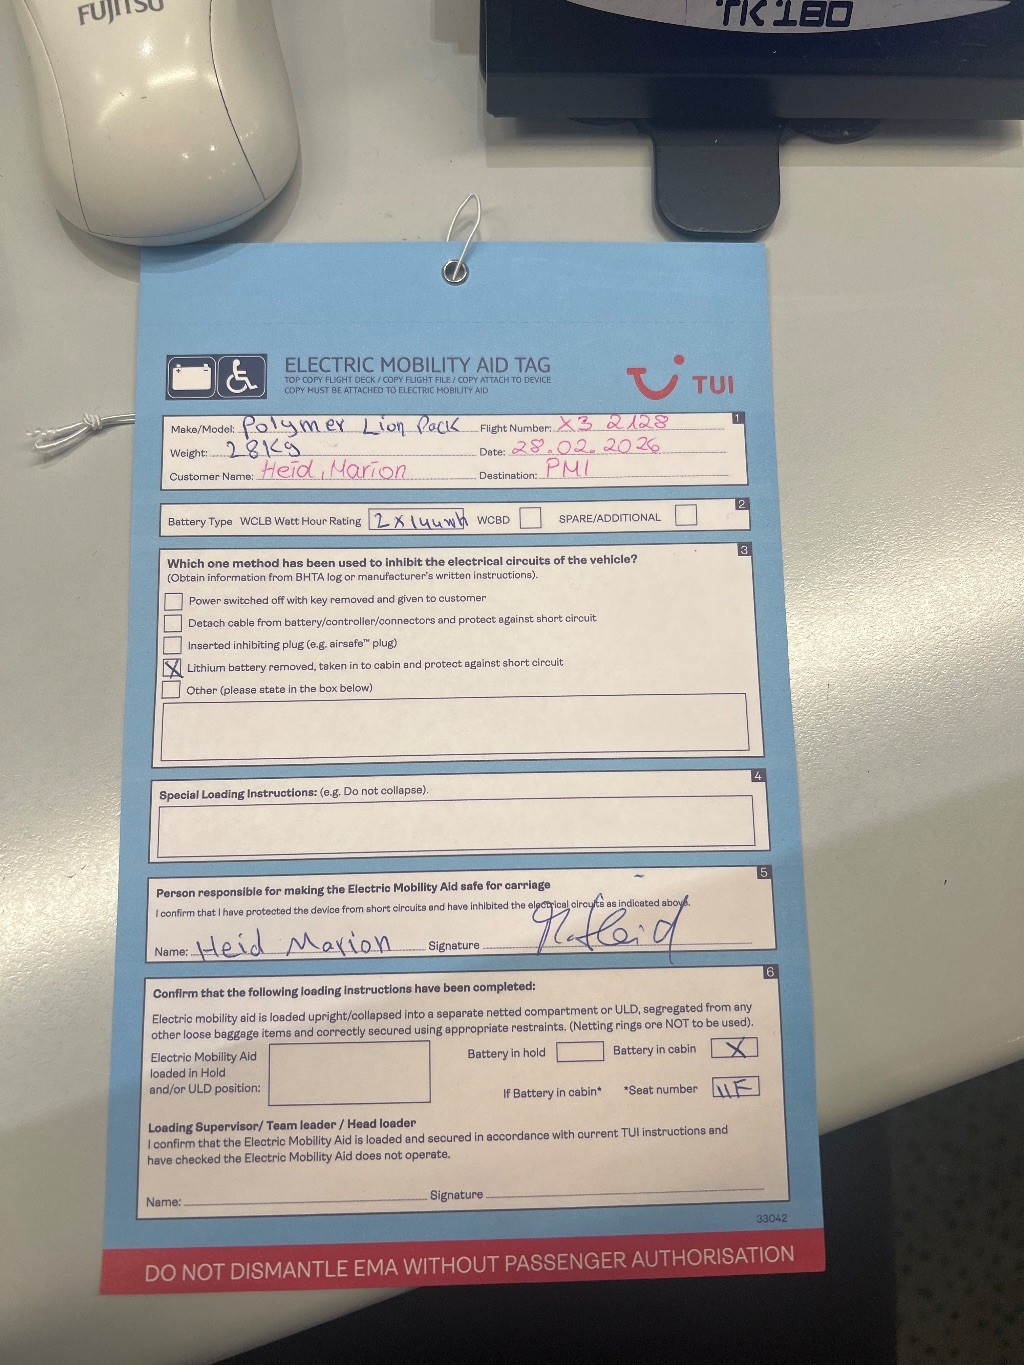 FUJITSU
TK180
ELECTRIC MOBILITY AID TAG
TOP COPY FLIGHT DECK / COPY FLIGHT FILE / COPY ATTACH TO DEVICE
COPY MUST BE ATTACHED TO ELECTRIC MOBILITY AID
TUI
1
Make/Model: Polymer Lion Pack Flight Number: X3 2128
Weight: 28Kg Date: 28.02.2026
Customer Name: Heid, Marion Destination: PMI
2
Battery Type WCLB Watt Hour Rating 2x144wh WCBD SPARE/ADDITIONAL
3
Which one method has been used to inhibit the electrical circuits of the vehicle?
(Obtain information from BHTA log or manufacturer's written instructions).
Power switched off with key removed and given to customer
Detach cable from battery/controller/connectors and protect against short circuit
Inserted inhibiting plug (e.g. airsafe™ plug)
X Lithium battery removed, taken in to cabin and protect against short circuit
Other (please state in the box below)
4
Special Loading Instructions: (e.g. Do not collapse).
5
Person responsible for making the Electric Mobility Aid safe for carriage
I confirm that I have protected the device from short circuits and have inhibited the electrical circuits as indicated above.
Name: Heid Marion Signature M. Heid
6
Confirm that the following loading instructions have been completed:
Electric mobility aid is loaded upright/collapsed into a separate netted compartment or ULD, segregated from any
other loose baggage items and correctly secured using appropriate restraints. (Netting rings are NOT to be used).
Electric Mobility Aid
loaded in Hold
and/or ULD position:
Battery in hold Battery in cabin X
If Battery in cabin* *Seat number 11F
Loading Supervisor/ Team leader / Head loader
I confirm that the Electric Mobility Aid is loaded and secured in accordance with current TUI instructions and
have checked the Electric Mobility Aid does not operate.
Name: Signature
33042
DO NOT DISMANTLE EMA WITHOUT PASSENGER AUTHORISATION